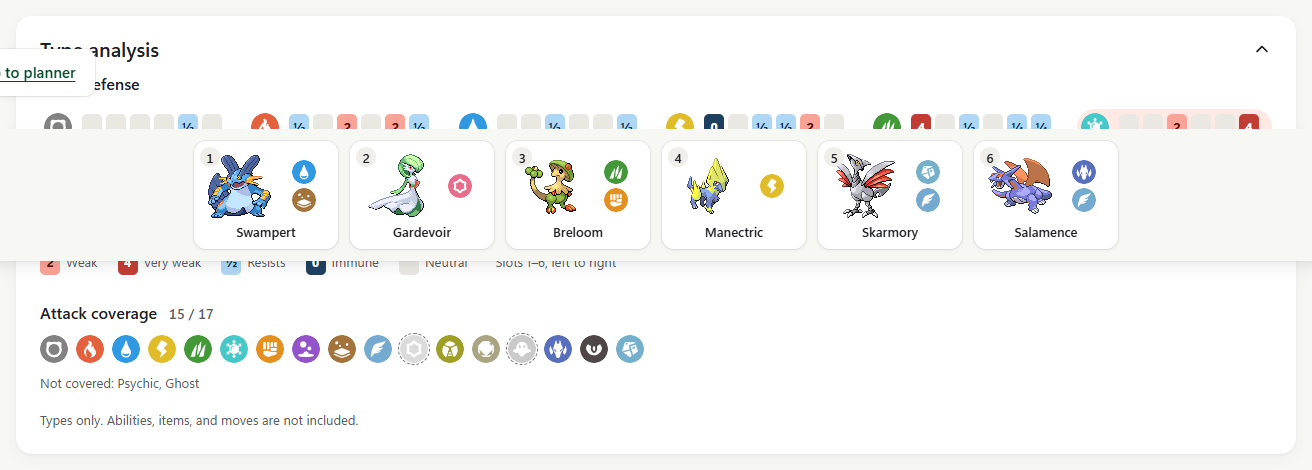 Type analysis
to planner
efense
½ ½ 2 2 ½ ½ ½ 0 ½ ½ 2 4 ½ ½ ½ 2 4
1 2 3 4 5 6
Swampert Gardevoir Breloom Manectric Skarmory Salamence
2 Weak 4 Very weak ½ Resists 0 Immune Neutral Slots 1–6, left to right
Attack coverage 15 / 17
Not covered: Psychic, Ghost
Types only. Abilities, items, and moves are not included.